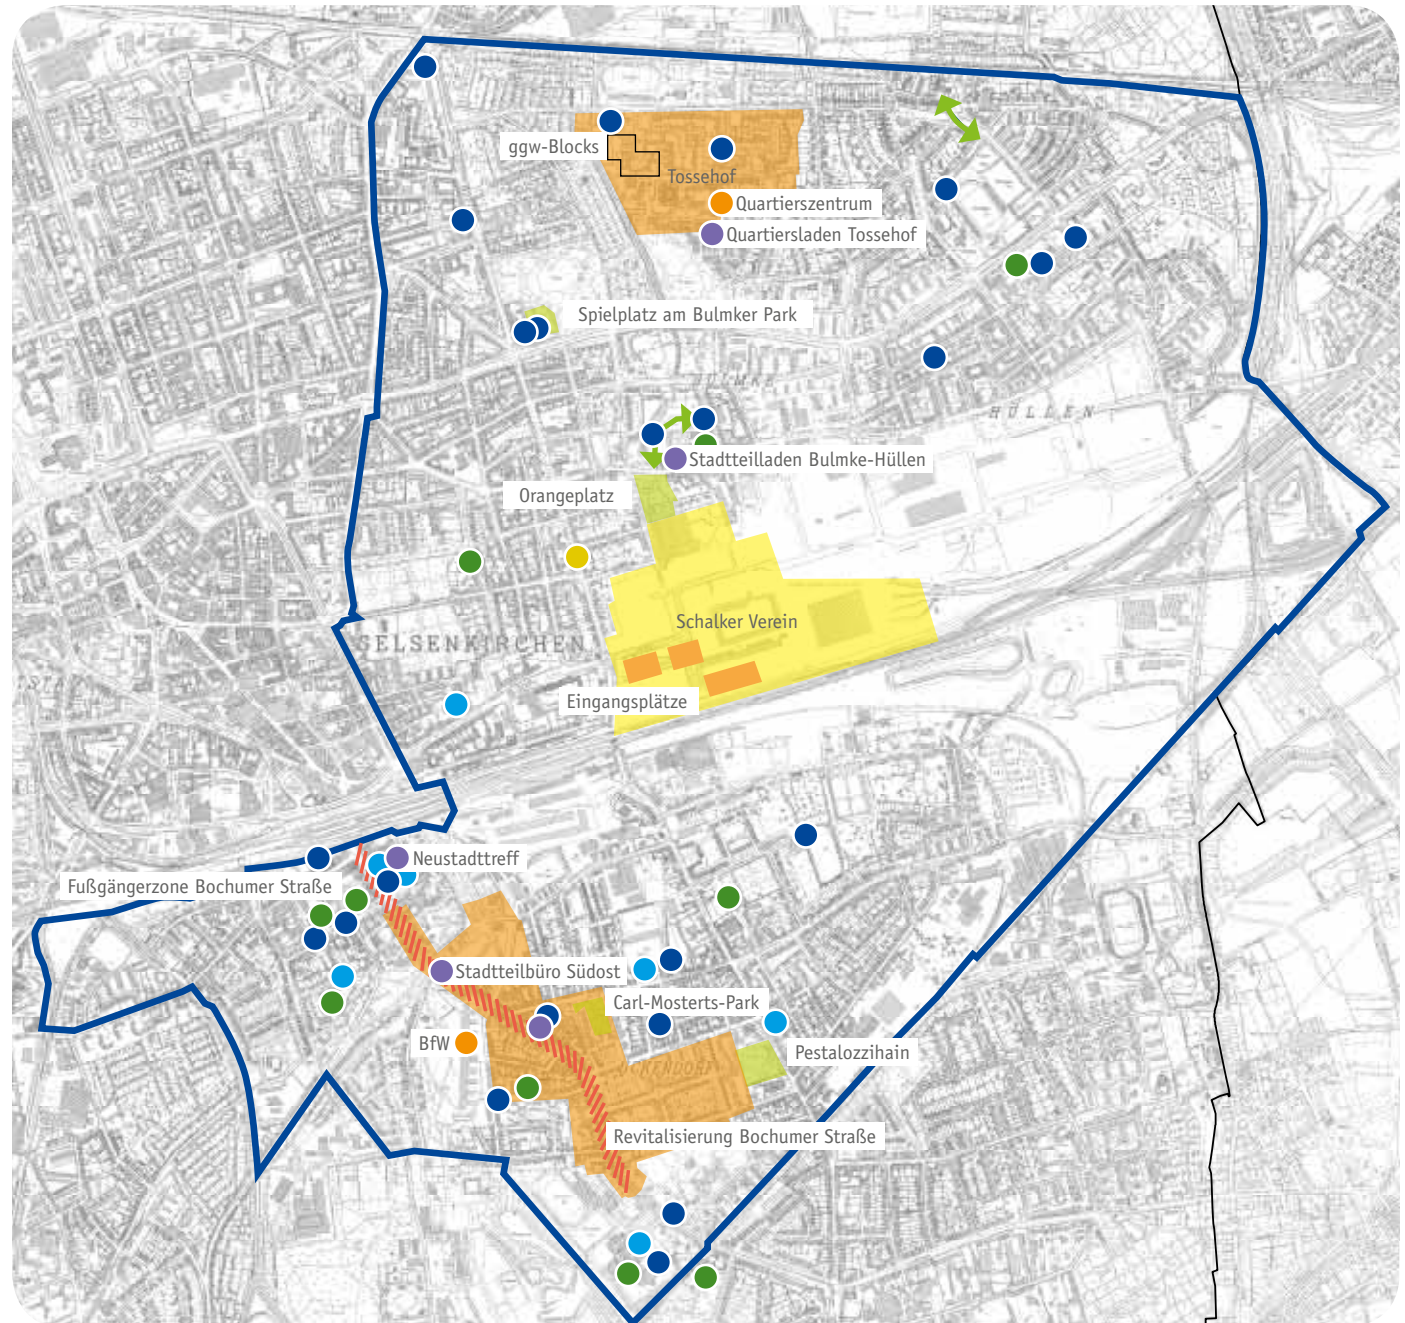 ggw-Blocks
Tossehof
Quartierszentrum
Quartiersladen Tossehof
Spielplatz am Bulmker Park
HÜLLEN
Stadtteilladen Bulmke-Hüllen
Orangeplatz
Schalker Verein
GELSENKIRCHEN
Eingangsplätze
Neustadttreff
Fußgängerzone Bochumer Straße
Stadtteilbüro Südost
Carl-Mosterts-Park
BfW
Pestalozzihain
Revitalisierung Bochumer Straße